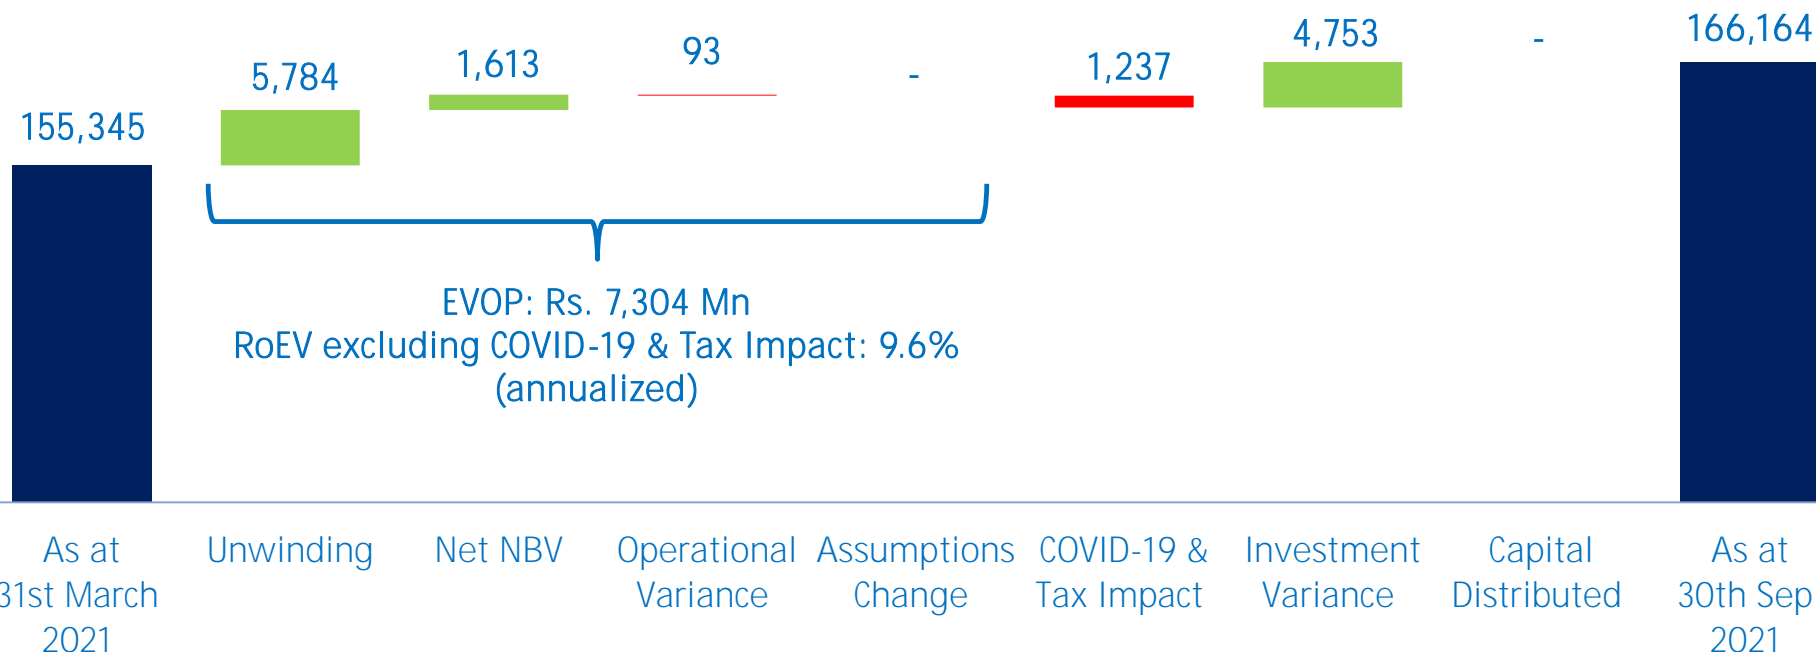 155,345
5,784
1,613
93
-
1,237
4,753
-
166,164
EVOP: Rs. 7,304 Mn
RoEV excluding COVID-19 & Tax Impact: 9.6%
(annualized)
As at
31st March
2021
Unwinding
Net NBV
Operational
Variance
Assumptions
Change
COVID-19 &
Tax Impact
Investment
Variance
Capital
Distributed
As at
30th Sep
2021